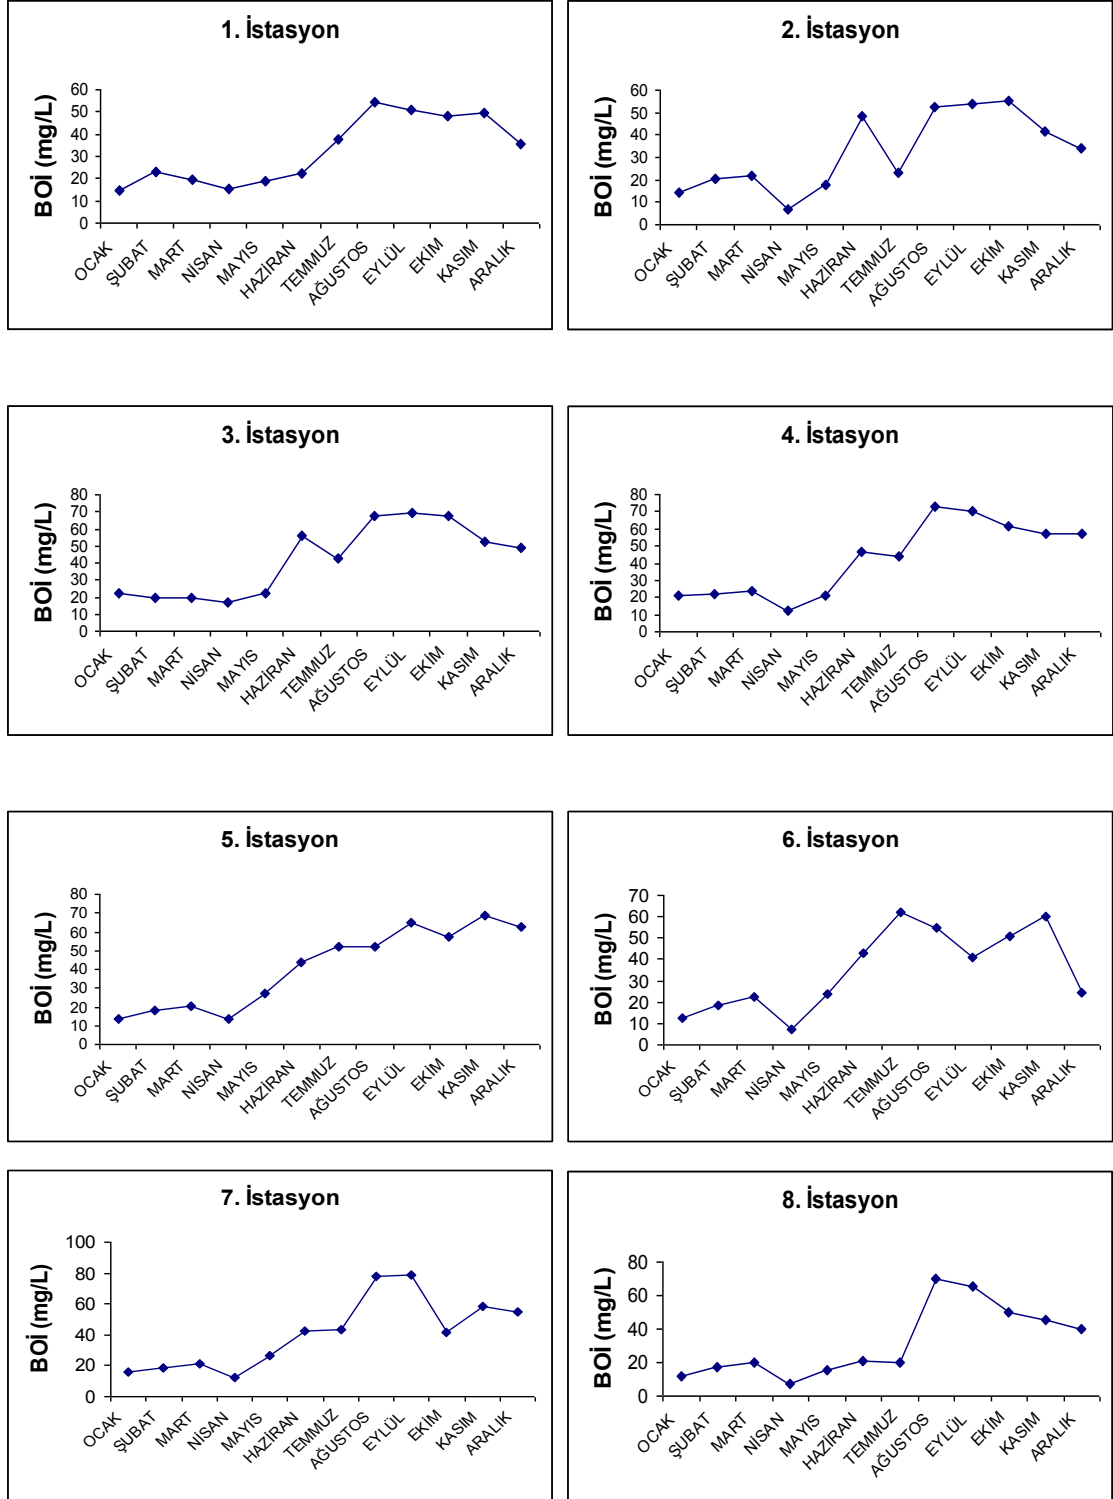 1. İstasyon
BOİ (mg/L)
60
50
40
30
20
10
0
OCAK
ŞUBAT
MART
NİSAN
MAYIS
HAZİRAN
TEMMUZ
AĞUSTOS
EYLÜL
EKİM
KASIM
ARALIK
2. İstasyon
BOİ (mg/L)
60
50
40
30
20
10
0
OCAK
ŞUBAT
MART
NİSAN
MAYIS
HAZİRAN
TEMMUZ
AĞUSTOS
EYLÜL
EKİM
KASIM
ARALIK
3. İstasyon
BOİ (mg/L)
80
70
60
50
40
30
20
10
0
OCAK
ŞUBAT
MART
NİSAN
MAYIS
HAZİRAN
TEMMUZ
AĞUSTOS
EYLÜL
EKİM
KASIM
ARALIK
4. İstasyon
BOİ (mg/L)
80
70
60
50
40
30
20
10
0
OCAK
ŞUBAT
MART
NİSAN
MAYIS
HAZİRAN
TEMMUZ
AĞUSTOS
EYLÜL
EKİM
KASIM
ARALIK
5. İstasyon
BOİ (mg/L)
80
70
60
50
40
30
20
10
0
OCAK
ŞUBAT
MART
NİSAN
MAYIS
HAZİRAN
TEMMUZ
AĞUSTOS
EYLÜL
EKİM
KASIM
ARALIK
6. İstasyon
BOİ (mg/L)
70
60
50
40
30
20
10
0
OCAK
ŞUBAT
MART
NİSAN
MAYIS
HAZİRAN
TEMMUZ
AĞUSTOS
EYLÜL
EKİM
KASIM
ARALIK
7. İstasyon
BOİ (mg/L)
100
80
60
40
20
0
OCAK
ŞUBAT
MART
NİSAN
MAYIS
HAZİRAN
TEMMUZ
AĞUSTOS
EYLÜL
EKİM
KASIM
ARALIK
8. İstasyon
BOİ (mg/L)
80
60
40
20
0
OCAK
ŞUBAT
MART
NİSAN
MAYIS
HAZİRAN
TEMMUZ
AĞUSTOS
EYLÜL
EKİM
KASIM
ARALIK